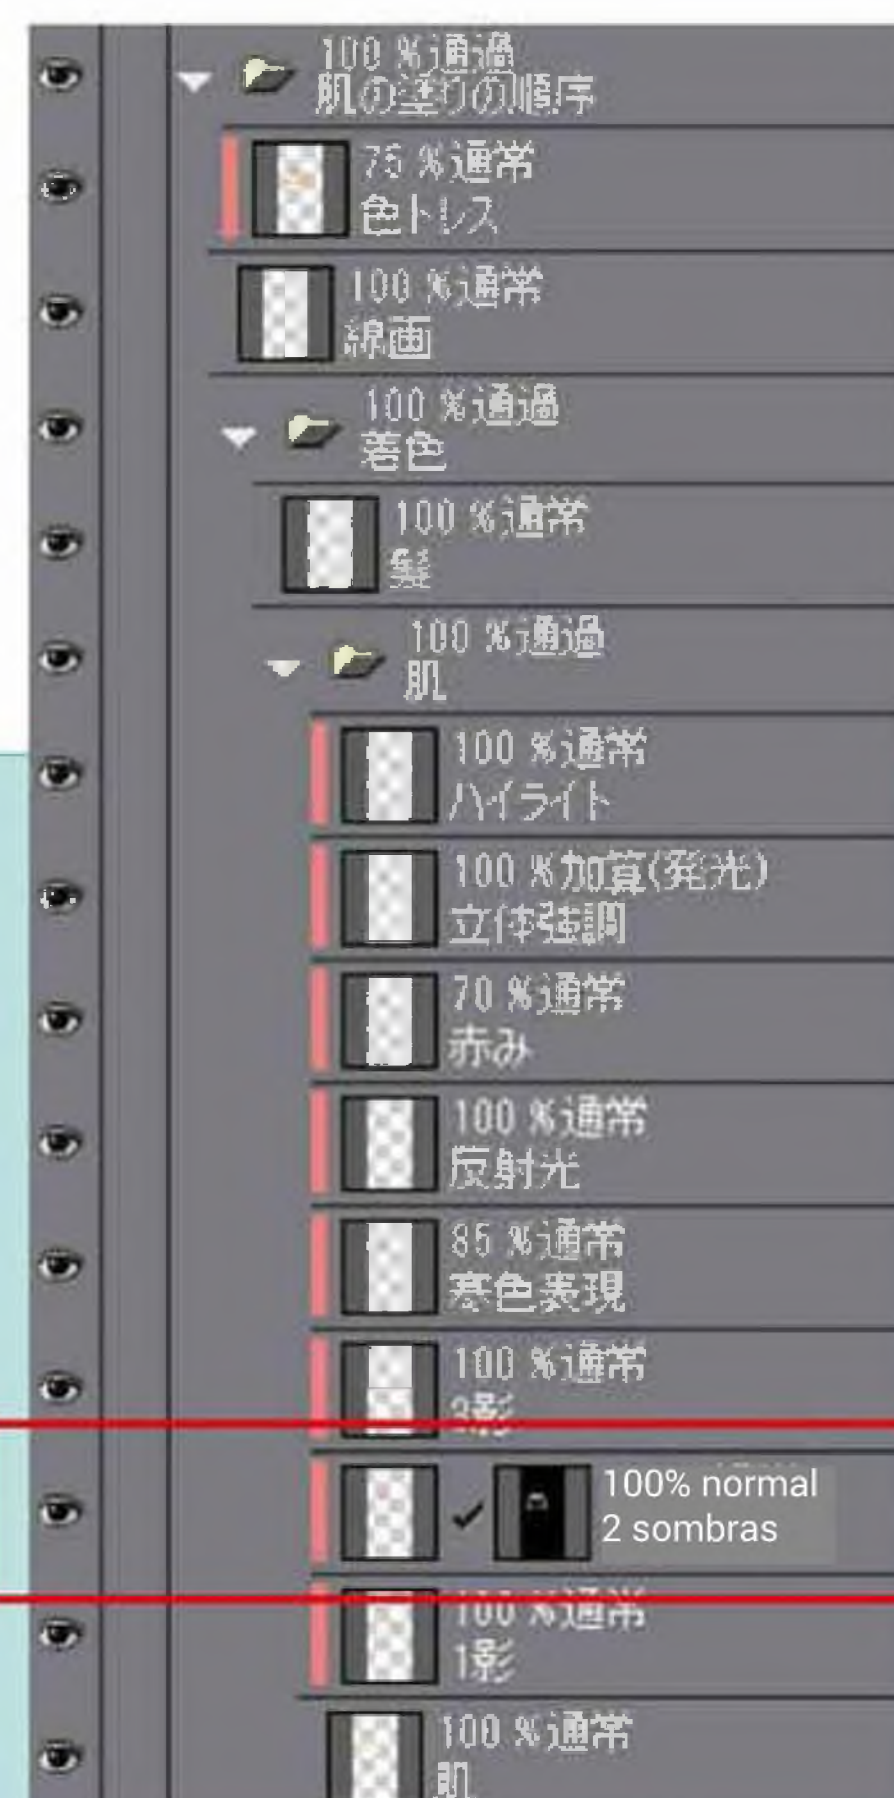 100 %通過
肌の塗りの順序
75 %通常
色トレス
100 %通常
線画
100 %通過
着色
100 %通常
髪
100 %通過
肌
100 %通常
ハイライト
100 %加算(発光)
立体強調
70 %通常
赤み
100 %通常
反射光
85 %通常
寒色表現
100 %通常
影
100% normal
2 sombras
100 %通常
1影
100 %通常
肌